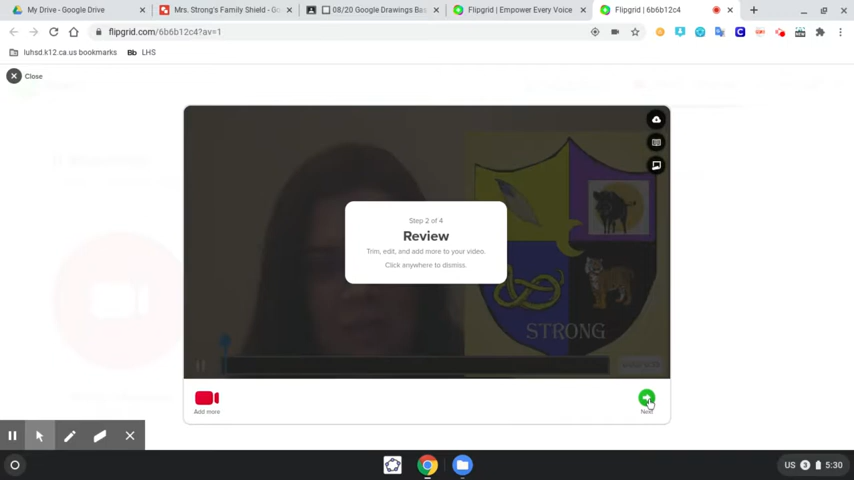 My Drive - Google Drive
Mrs. Strong's Family Shield - Go
08/20 Google Drawings Bas
Flipgrid | Empower Every Voice
Flipgrid | 6b6b12c4
flipgrid.com/6b6b12c4?av=1
luhsd.k12.ca.us bookmarks
Bb LHS
Close
Step 2 of 4
Review
Trim, edit, and add more to your video.
Click anywhere to dismiss.
STRONG
Add more
Next
US 3 5:30